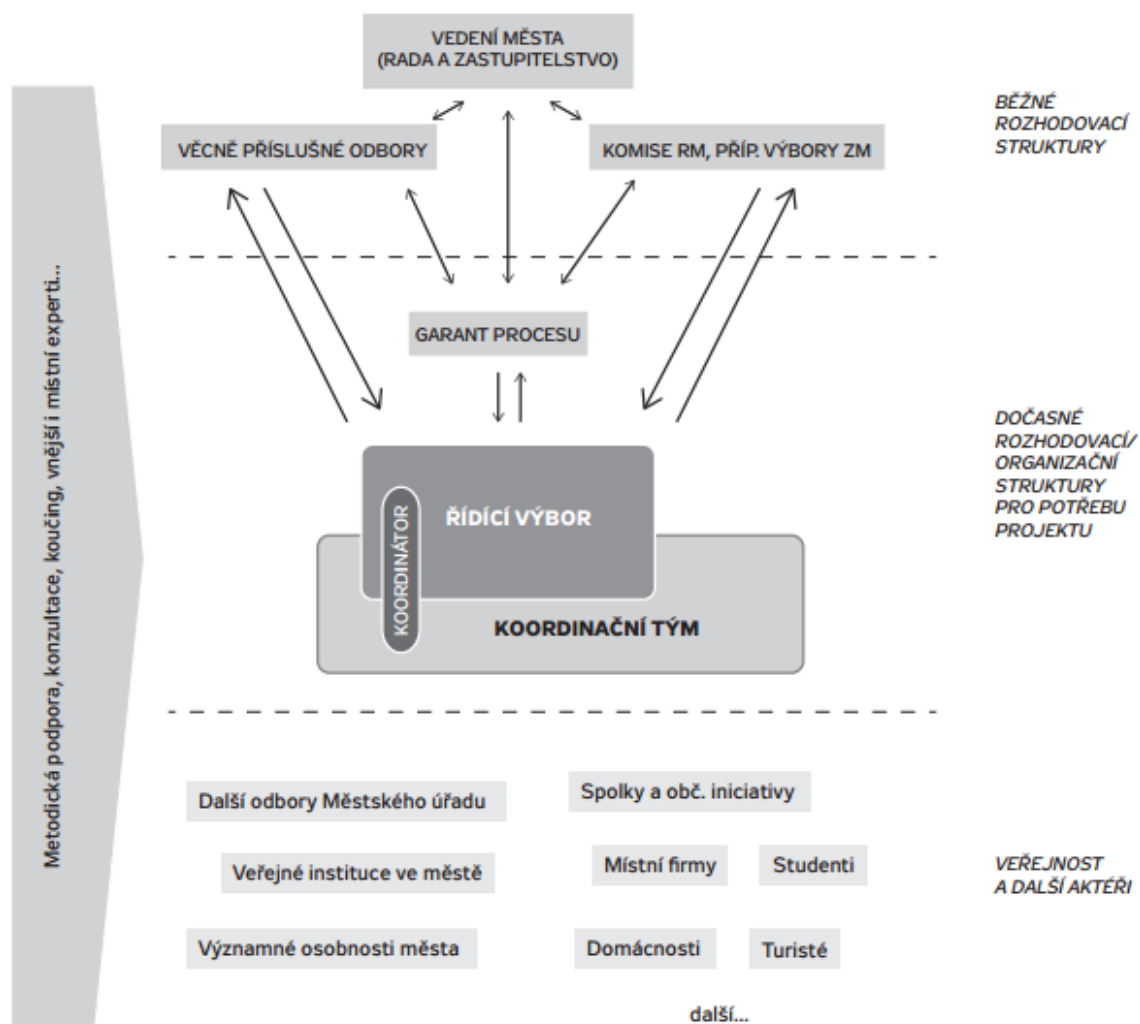 VEDENÍ MĚSTA
(RADA A ZASTUPITELSTVO)
BĚŽNÉ
ROZHODOVACÍ
STRUKTURY
VĚCNĚ PŘÍSLUŠNÉ ODBORY
KOMISE RM, PŘÍP. VÝBORY ZM
Metodická podpora, konzultace, koučing, vnější i místní experti...
GARANT PROCESU
DOČASNÉ
ROZHODOVACÍ/
ORGANIZAČNÍ
STRUKTURY
PRO POTŘEBU
PROJEKTU
ŘÍDÍCÍ VÝBOR
KOORDINÁTOR
KOORDINAČNÍ TÝM
Další odbory Městského úřadu
Spolky a obč. iniciativy
Veřejné instituce ve městě
Místní firmy
Studenti
VEŘEJNOST
A DALŠÍ AKTÉŘI
Významné osobnosti města
Domácnosti
Turisté
další...